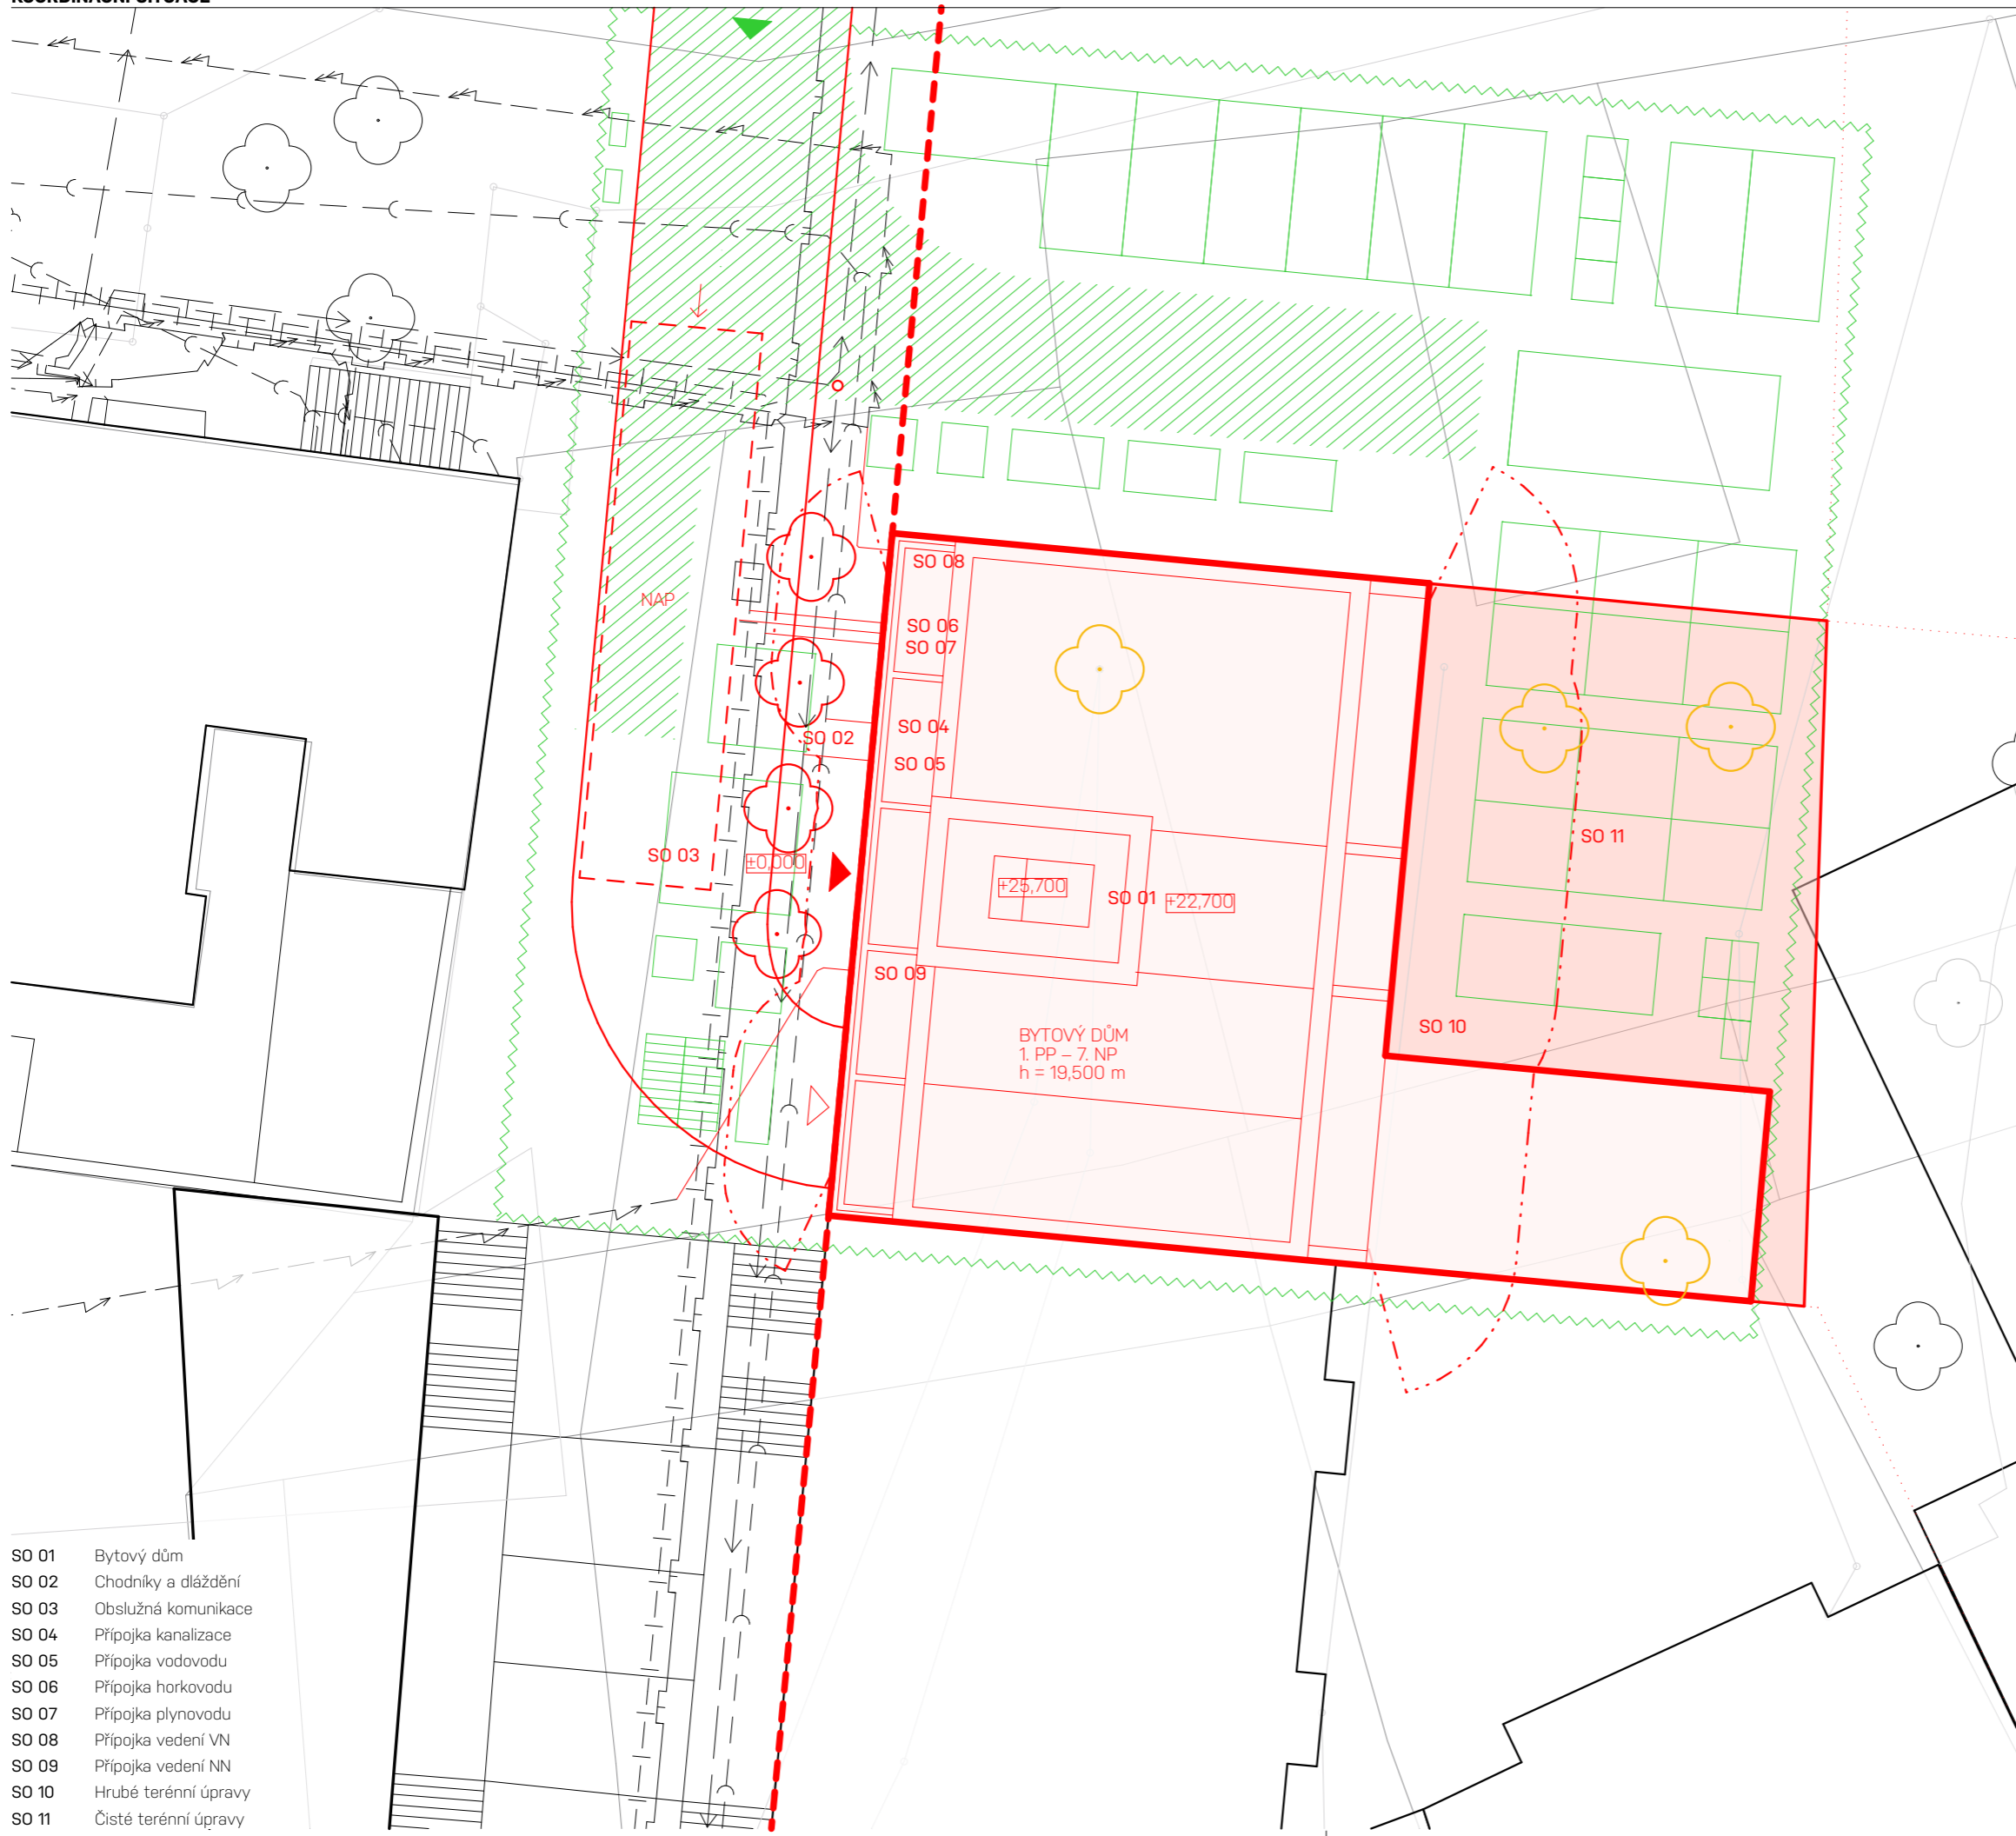 KOORDINAČNÍ SITUACE
SO 08
NAP
SO 06
SO 07
SO 04
SO 02
SO 05
SO 11
SO 03
±0,000
+25,700
SO 01
+22,700
SO 09
SO 10
BYTOVÝ DŮM
1. PP – 7. NP
h = 19,500 m
SO 01 Bytový dům
SO 02 Chodníky a dláždění
SO 03 Obslužná komunikace
SO 04 Přípojka kanalizace
SO 05 Přípojka vodovodu
SO 06 Přípojka horkovodu
SO 07 Přípojka plynovodu
SO 08 Přípojka vedení VN
SO 09 Přípojka vedení NN
SO 10 Hrubé terénní úpravy
SO 11 Čisté terénní úpravy